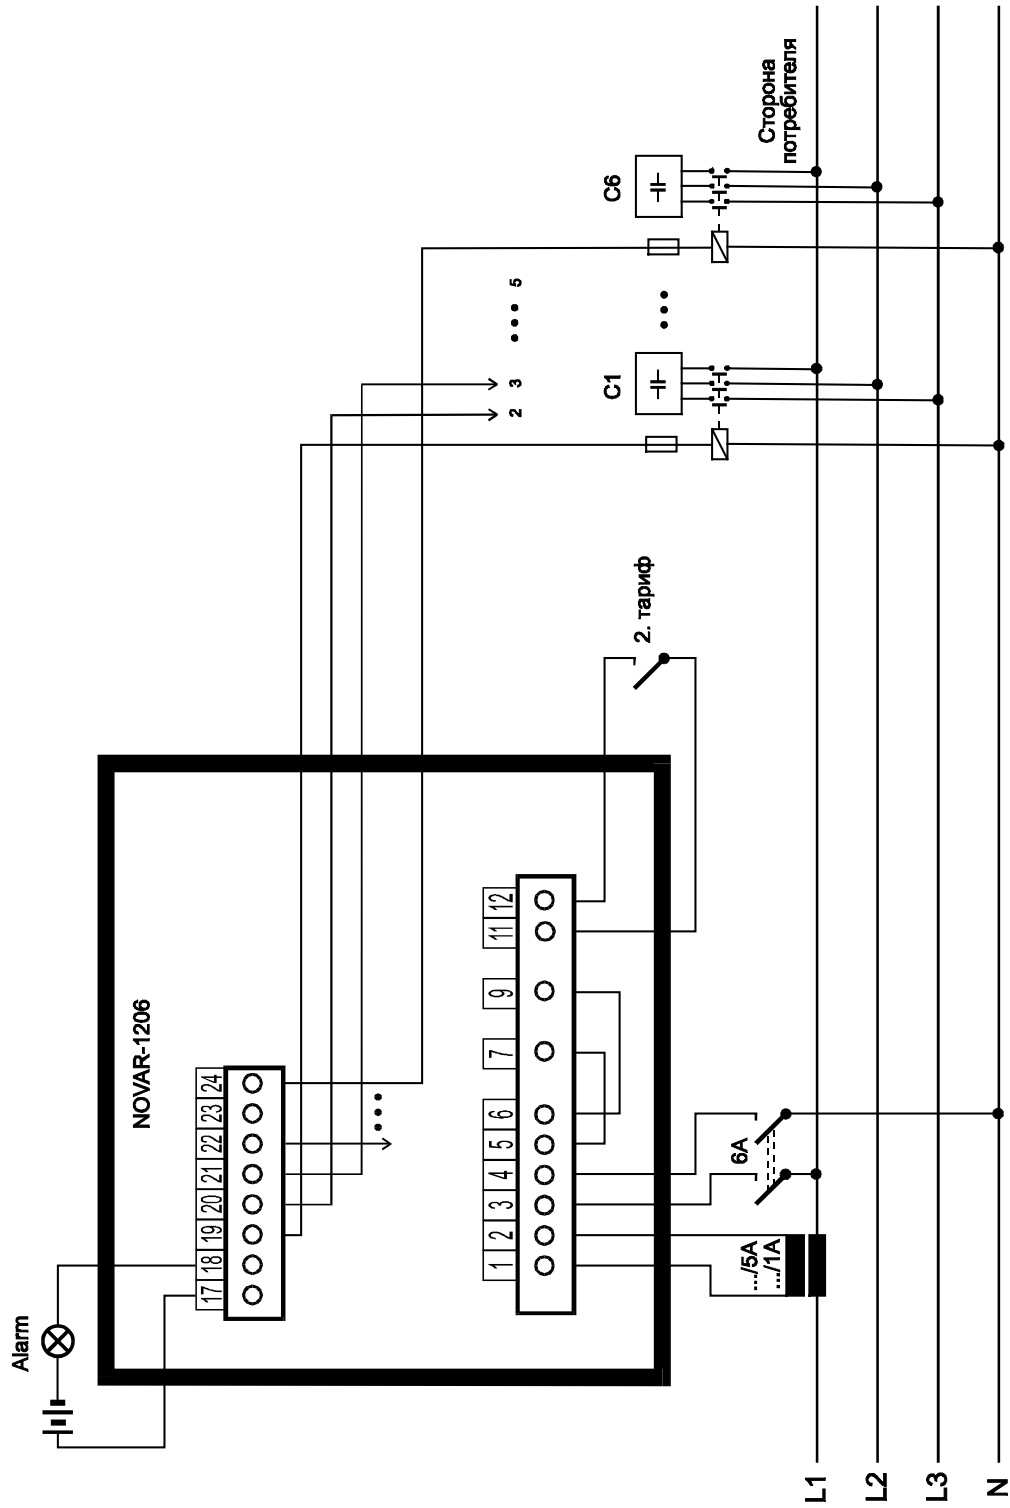 Alarm
NOVAR-1206
17 18 19 20 21 22 23 24
1 2 3 4 5 6 7 9 11 12
2 3 5
C1
C6
2. тариф
6A
.../5A
.../1A
Сторона
потребителя
L1
L2
L3
N